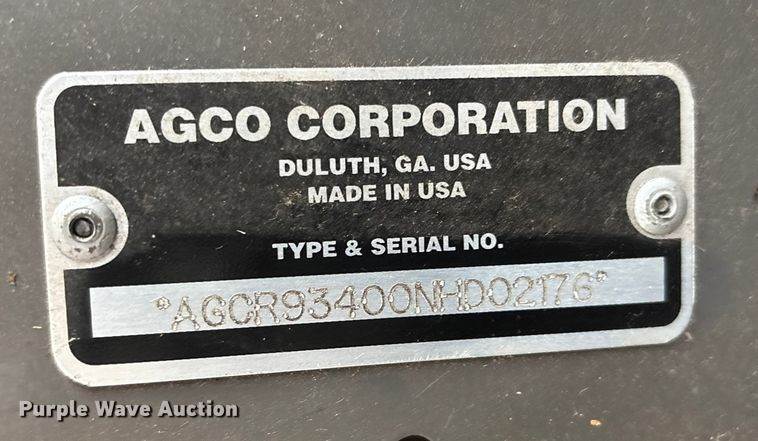 AGCO CORPORATION
DULUTH, GA. USA
MADE IN USA
TYPE & SERIAL NO.
*AGCR93400NHD02176*
Purple Wave Auction